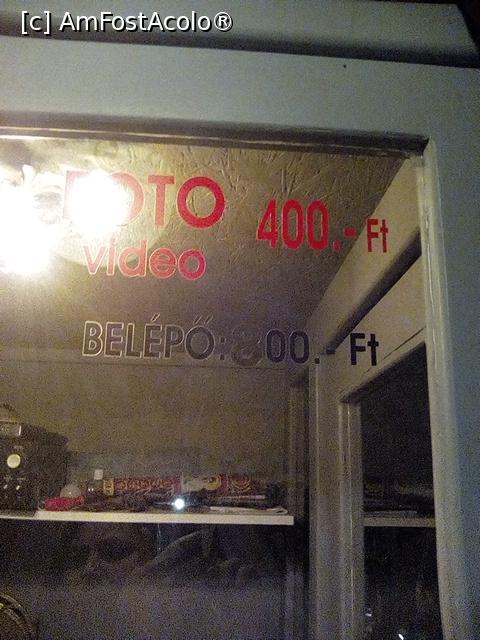 [c] AmFostAcolo®
FOTO 400.- Ft
video
BELÉPŐ: 800.- Ft